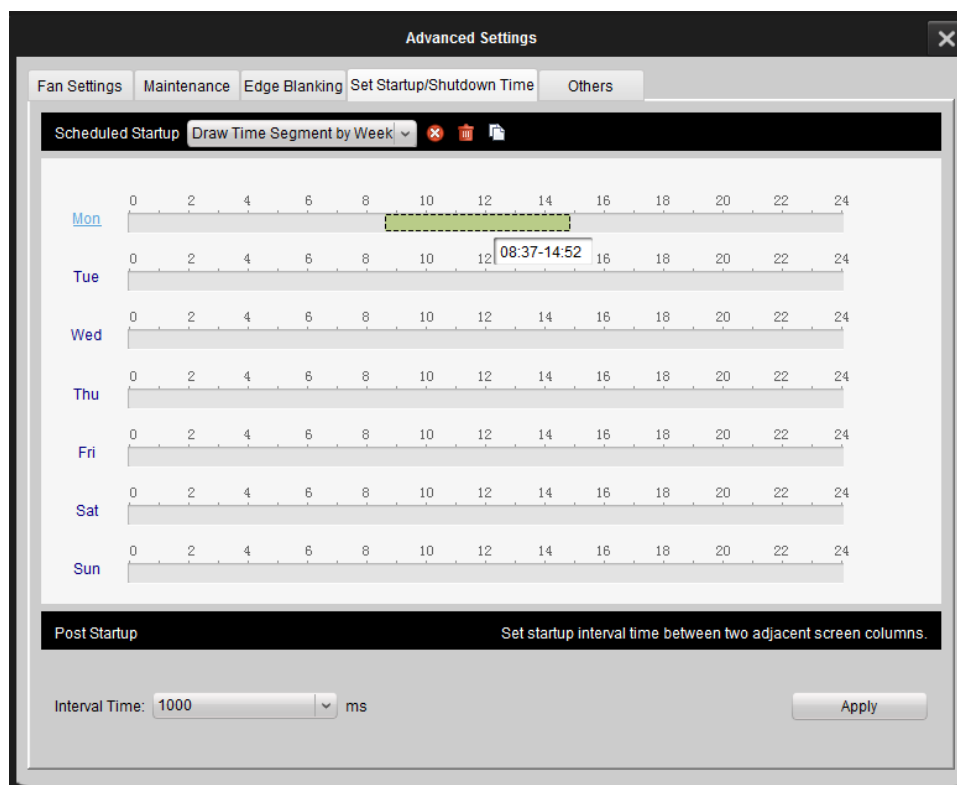 Advanced Settings
Fan Settings Maintenance Edge Blanking Set Startup/Shutdown Time Others
Scheduled Startup Draw Time Segment by Week
0 2 4 6 8 10 12 14 16 18 20 22 24
Mon
08:37-14:52
0 2 4 6 8 10 12 16 18 20 22 24
Tue
0 2 4 6 8 10 12 14 16 18 20 22 24
Wed
0 2 4 6 8 10 12 14 16 18 20 22 24
Thu
0 2 4 6 8 10 12 14 16 18 20 22 24
Fri
0 2 4 6 8 10 12 14 16 18 20 22 24
Sat
0 2 4 6 8 10 12 14 16 18 20 22 24
Sun
Post Startup Set startup interval time between two adjacent screen columns.
Interval Time: 1000 ms Apply